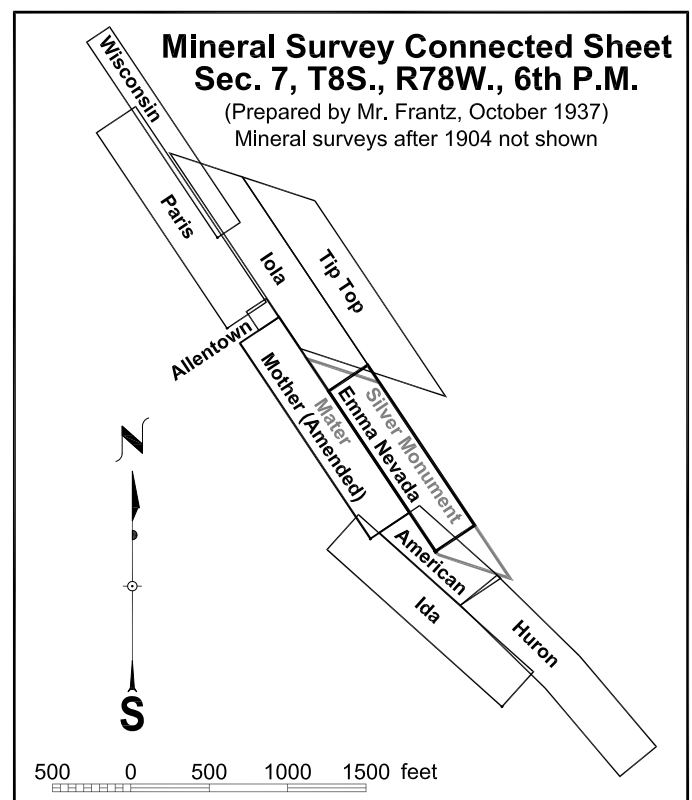 Mineral Survey Connected Sheet
Sec. 7, T8S., R78W., 6th P.M.
(Prepared by Mr. Frantz, October 1937)
Mineral surveys after 1904 not shown
Wisconsin
Paris
Iola
Tip Top
Allentown
Mother (Amended)
Mater
Emma Nevada
Silver Monument
American
Ida
Huron
N
S
500 0 500 1000 1500 feet